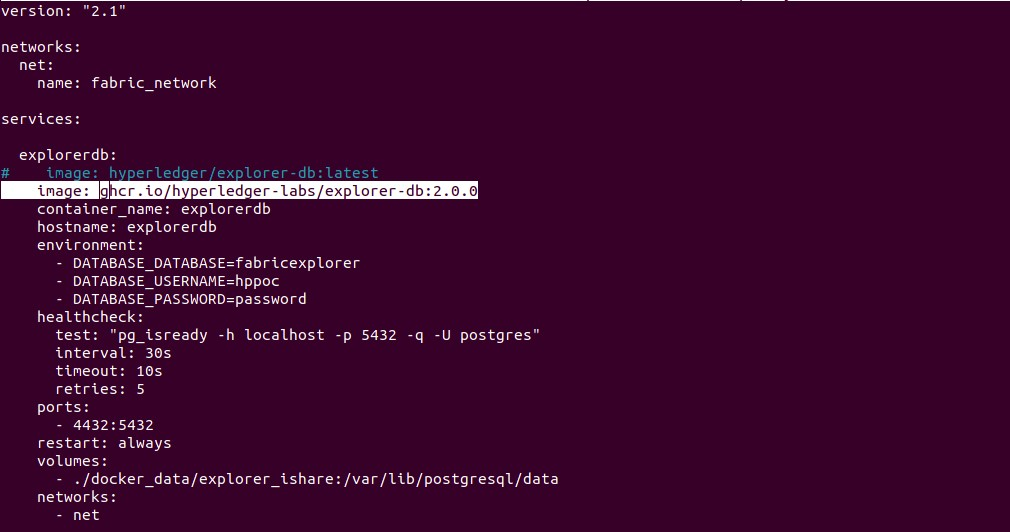 version: "2.1"
networks:
net:
name: fabric_network
services:
explorerdb:
#    image: hyperledger/explorer-db:latest
image: ghcr.io/hyperledger-labs/explorer-db:2.0.0
container_name: explorerdb
hostname: explorerdb
environment:
- DATABASE_DATABASE=fabricexplorer
- DATABASE_USERNAME=hppoc
- DATABASE_PASSWORD=password
healthcheck:
test: "pg_isready -h localhost -p 5432 -q -U postgres"
interval: 30s
timeout: 10s
retries: 5
ports:
- 4432:5432
restart: always
volumes:
- ./docker_data/explorer_ishare:/var/lib/postgresql/data
networks:
- net